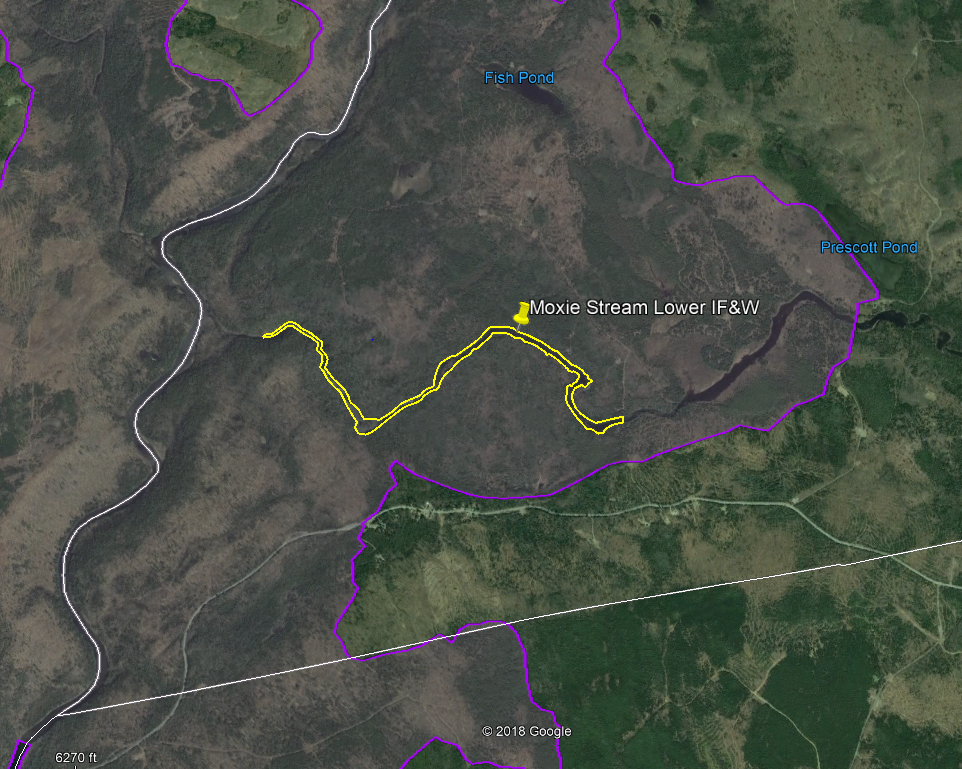 Fish Pond
Prescott Pond
Moxie Stream Lower IF&W
© 2018 Google
6270 ft